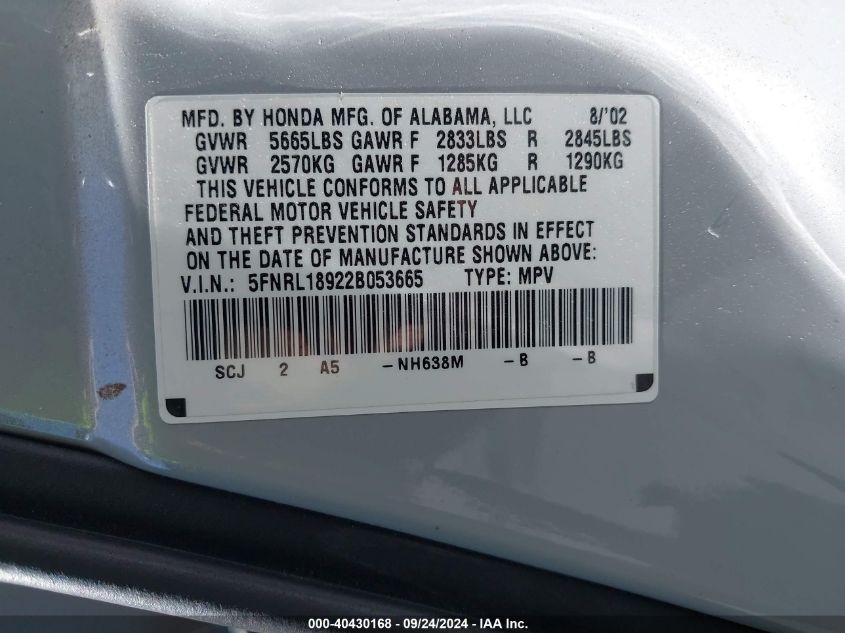 MFD. BY HONDA MFG. OF ALABAMA, LLC 8/'02
GVWR 5665LBS GAWR F 2833LBS R 2845LBS
GVWR 2570KG GAWR F 1285KG R 1290KG
THIS VEHICLE CONFORMS TO ALL APPLICABLE
FEDERAL MOTOR VEHICLE SAFETY
AND THEFT PREVENTION STANDARDS IN EFFECT
ON THE DATE OF MANUFACTURE SHOWN ABOVE:
V.I.N.: 5FNRL18922B053665 TYPE: MPV
SCJ 2 A5 -NH638M -B -B
000-40430168 - 09/24/2024 - IAA Inc.